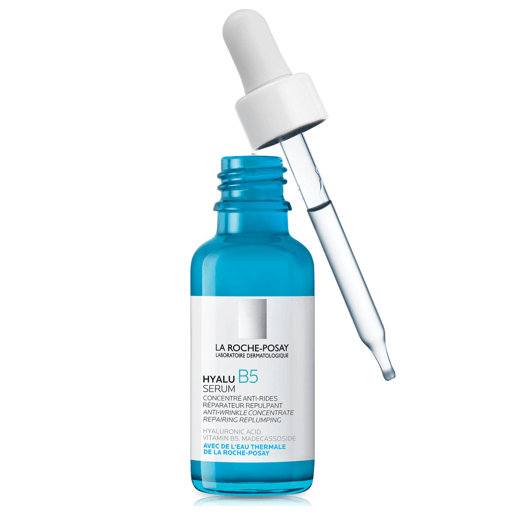 LA ROCHE-POSAY
LABORATOIRE DERMATOLOGIQUE
HYALU B5
SERUM
CONCENTRÉ ANTI-RIDES
RÉPARATEUR REPULPANT
ANTI-WRINKLE CONCENTRATE
REPAIRING REPLUMPING
HYALURONIC ACID,
VITAMIN B5, MADECASSOSIDE
AVEC DE L'EAU THERMALE
DE LA ROCHE-POSAY